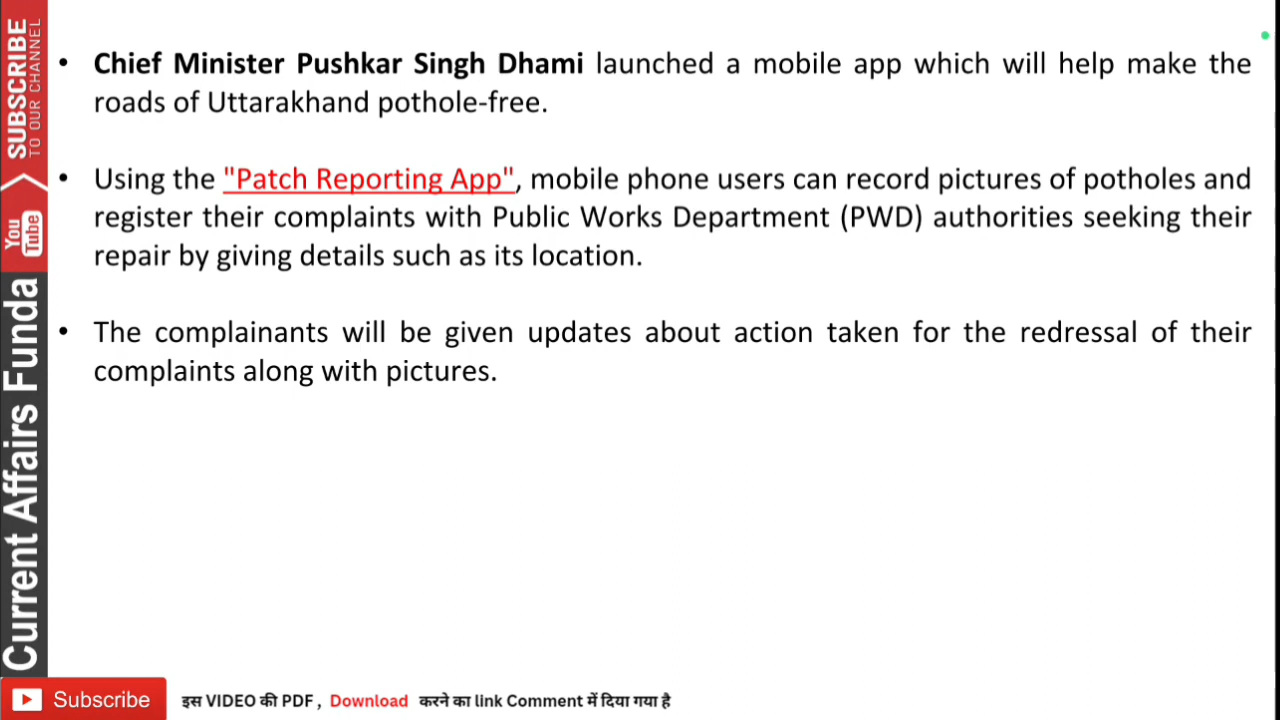 • Chief Minister Pushkar Singh Dhami launched a mobile app which will help make the
roads of Uttarakhand pothole-free.
• Using the "Patch Reporting App", mobile phone users can record pictures of potholes and
register their complaints with Public Works Department (PWD) authorities seeking their
repair by giving details such as its location.
• The complainants will be given updates about action taken for the redressal of their
complaints along with pictures.
SUBSCRIBE
TO OUR CHANNEL
You
Tube
Current Affairs Funda
Subscribe
इस VIDEO की PDF , Download करने का link Comment में दिया गया है